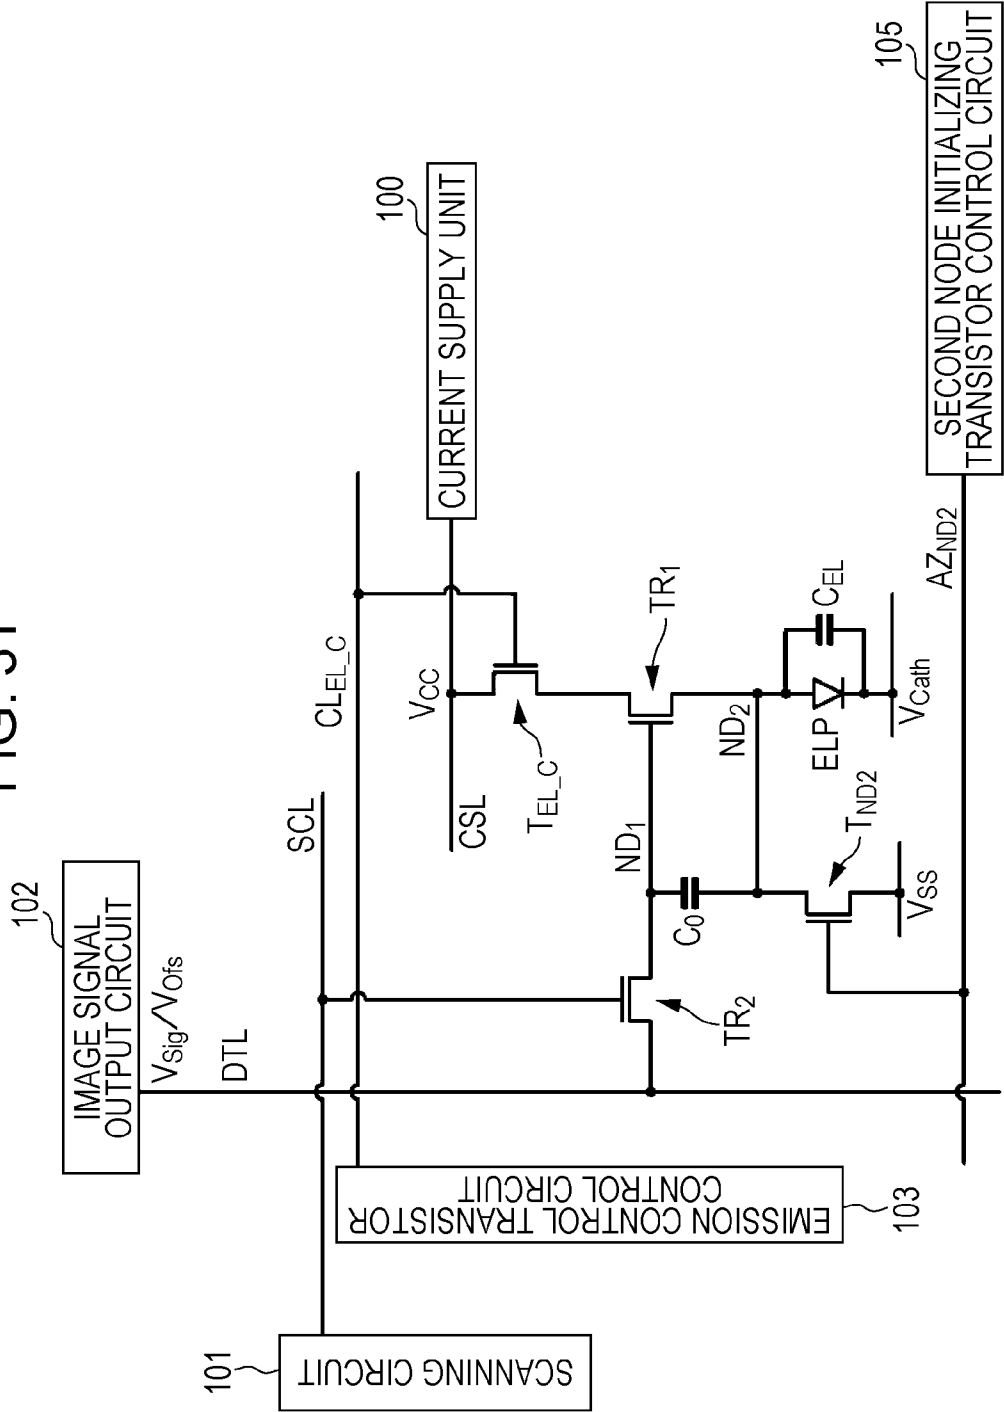 FIG.
102
IMAGE SIGNAL
OUTPUT CIRCUIT
VSig/VOfs
DTL
101
SCANNING CIRCUIT
SCL
CLEL_C
EMISSION CONTROL TRANSISTOR
CONTROL CIRCUIT
103
100
CURRENT SUPPLY UNIT
VCC
CSL
TEL_C
ND1
TR1
C0
TR2
ND2
ELP
CEL
TND2
VSS
VCath
AZND2
105
SECOND NODE INITIALIZING
TRANSISTOR CONTROL CIRCUIT